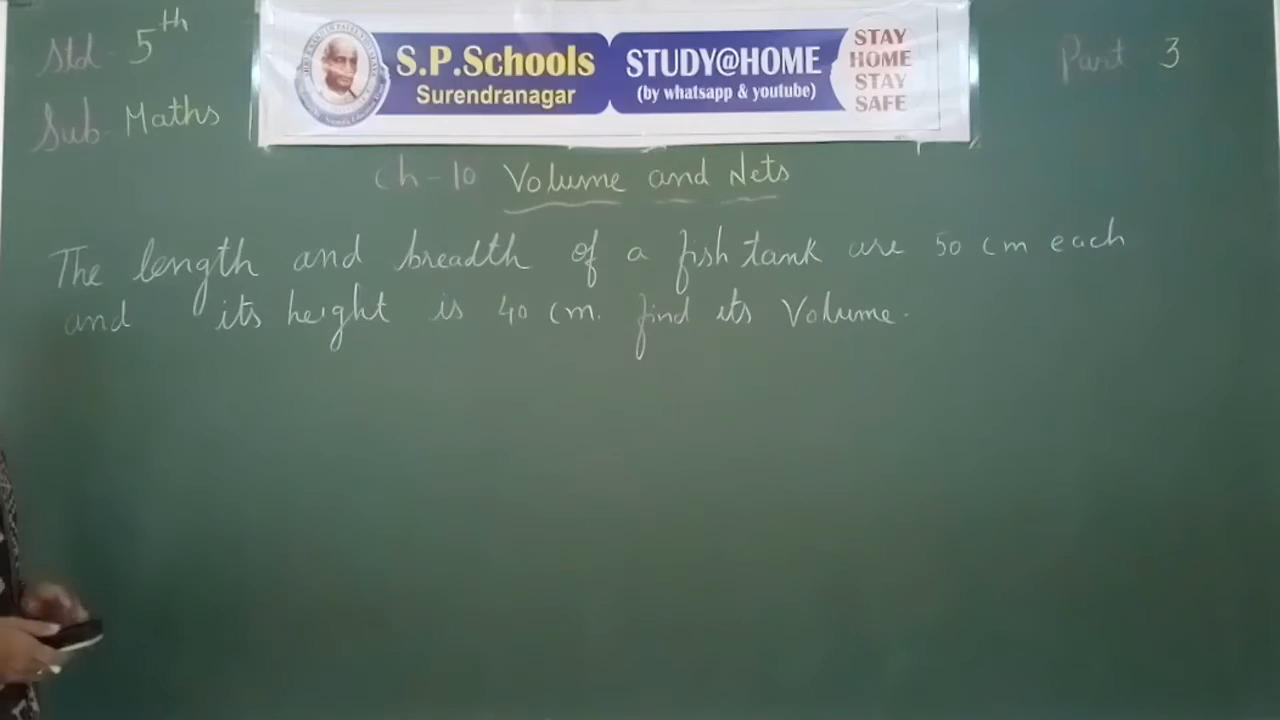 Std - 5th
Sub - Maths
S.P.Schools
Surendranagar
STUDY@HOME
(by whatsapp & youtube)
STAY
HOME
STAY
SAFE
Part 3
Ch - 10 Volume and Nets
The length and breadth of a fish tank are 50 cm each
and its height is 40 cm. find its Volume.